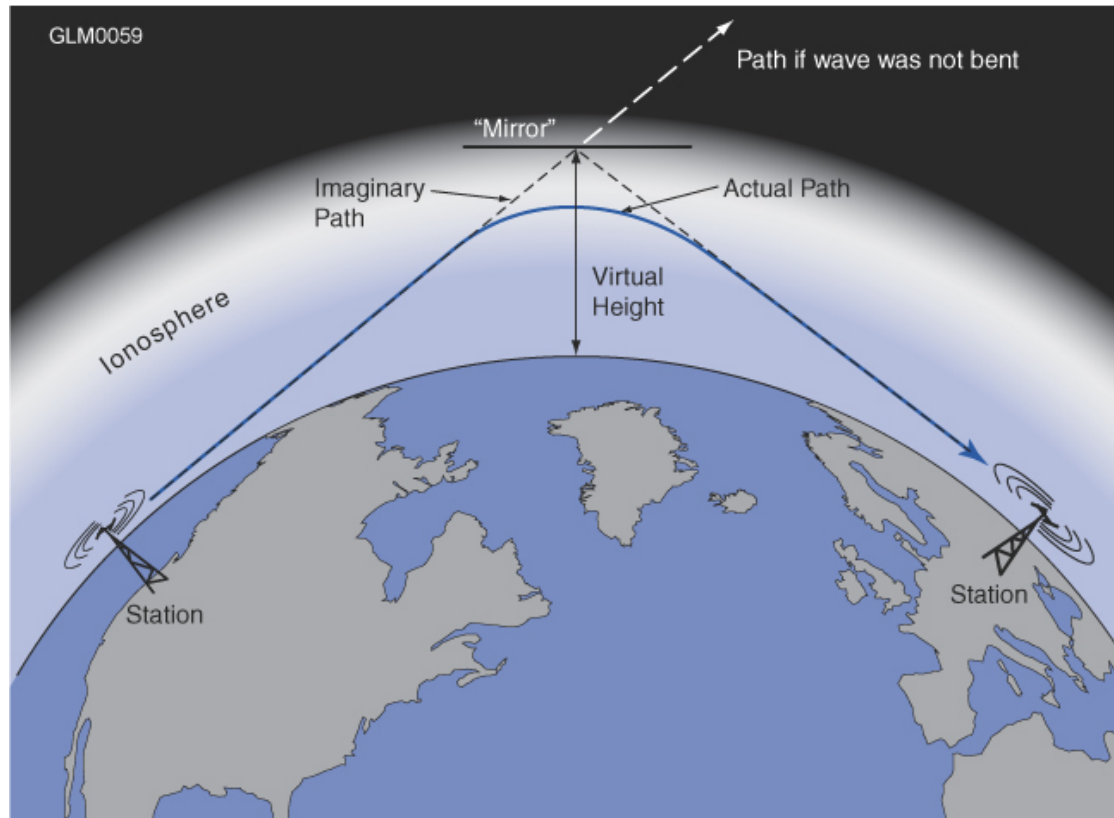 GLM0059
Path if wave was not bent
“Mirror”
Imaginary
Path
Actual Path
Virtual
Height
Ionosphere
Station
Station